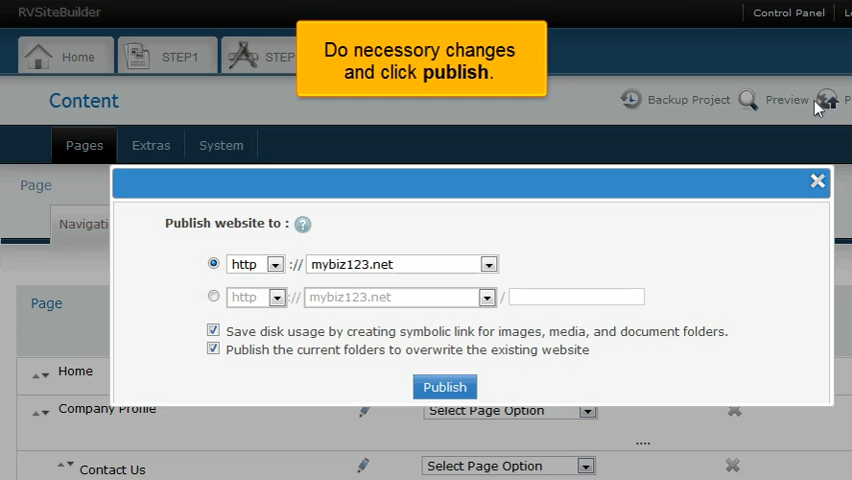 RVSiteBuilder
Control Panel
Home
STEP1
STEP
Do necessory changes
and click publish.
Content
Backup Project
Preview
P
Pages
Extras
System
Page
Navigati
Publish website to : ?
http :// mybiz123.net
http :// mybiz123.net /
Save disk usage by creating symbolic link for images, media, and document folders.
Publish the current folders to overwrite the existing website
Publish
Page
Home
Company Profile
Select Page Option
....
Contact Us
Select Page Option